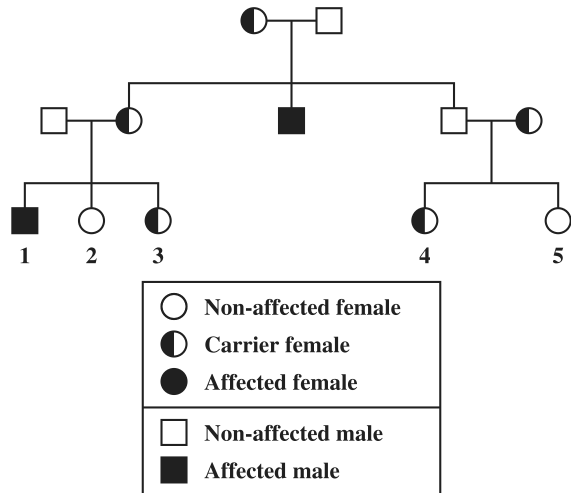 1 2 3 4 5
Non-affected female
Carrier female
Affected female
Non-affected male
Affected male